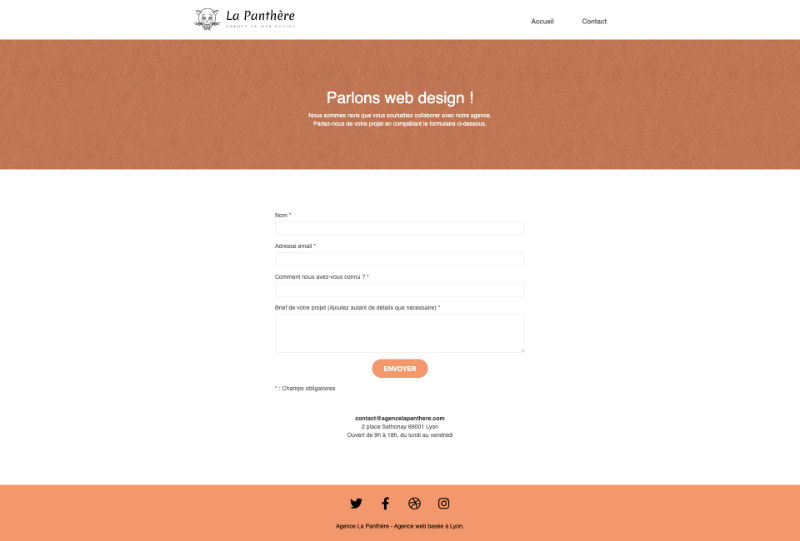 La Panthère
AGENCE DE WEB DESIGN
Accueil
Contact
Parlons web design !
Nous sommes ravis que vous souhaitiez collaborer avec notre agence.
Parlez-nous de votre projet en complétant le formulaire ci-dessous.
Nom *
Adresse email *
Comment nous avez-vous connu ? *
Brief de votre projet (Ajoutez autant de détails que nécessaire) *
ENVOYER
* : Champs obligatoires
contact@agencelapanthere.com
2 place Sathonay 69001 Lyon
Ouvert de 9h à 18h, du lundi au vendredi
Agence La Panthère - Agence web basée à Lyon.